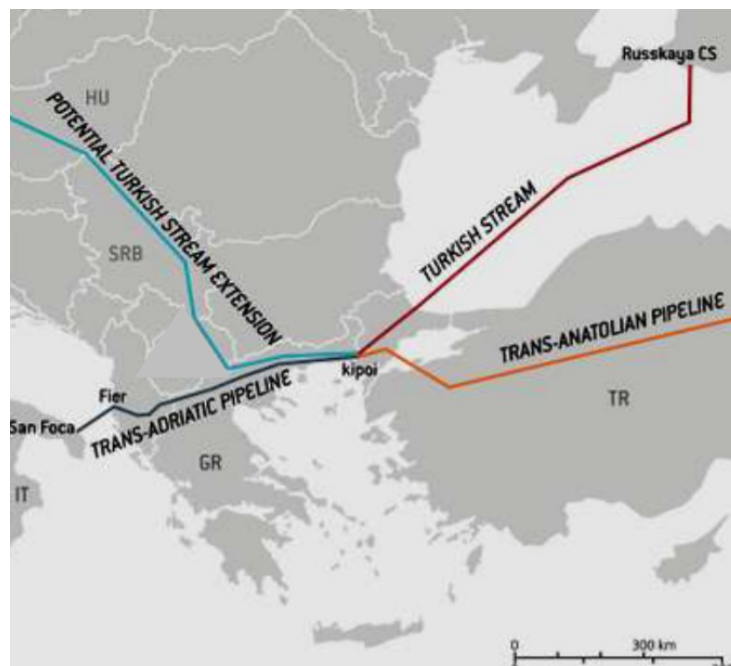 Russkaya CS
HU
POTENTIAL TURKISH STREAM EXTENSION
TURKISH STREAM
SRB
TRANS-ANATOLIAN PIPELINE
kipoi
Fier
TRANS-ADRIATIC PIPELINE
TR
San Foca
GR
IT
0 300 km